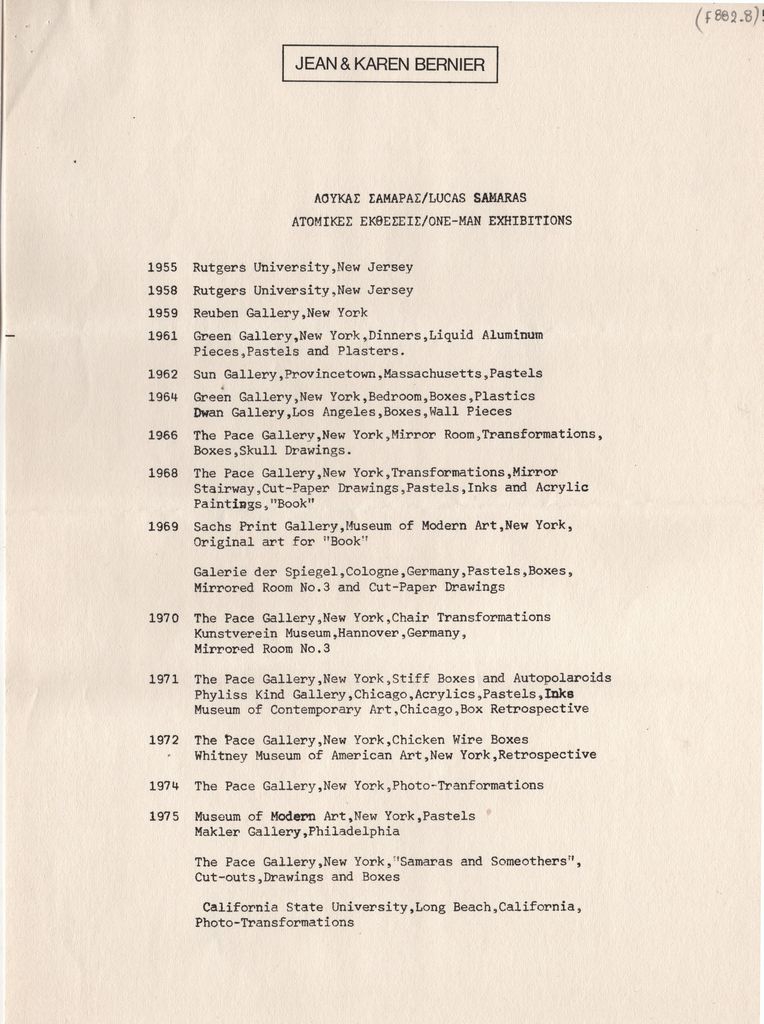 (F882.8)
JEAN & KAREN BERNIER
ΛΟΥΚΑΣ ΣΑΜΑΡΑΣ/LUCAS SAMARAS
ΑΤΟΜΙΚΕΣ ΕΚΘΕΣΕΙΣ/ONE-MAN EXHIBITIONS
1955 Rutgers University,New Jersey
1958 Rutgers University,New Jersey
1959 Reuben Gallery,New York
1961 Green Gallery,New York,Dinners,Liquid Aluminum
Pieces,Pastels and Plasters.
1962 Sun Gallery,Provincetown,Massachusetts,Pastels
1964 Green Gallery,New York,Bedroom,Boxes,Plastics
Dwan Gallery,Los Angeles,Boxes,Wall Pieces
1966 The Pace Gallery,New York,Mirror Room,Transformations,
Boxes,Skull Drawings.
1968 The Pace Gallery,New York,Transformations,Mirror
Stairway,Cut-Paper Drawings,Pastels,Inks and Acrylic
Paintings,"Book"
1969 Sachs Print Gallery,Museum of Modern Art,New York,
Original art for "Book"
Galerie der Spiegel,Cologne,Germany,Pastels,Boxes,
Mirrored Room No.3 and Cut-Paper Drawings
1970 The Pace Gallery,New York,Chair Transformations
Kunstverein Museum,Hannover,Germany,
Mirrored Room No.3
1971 The Pace Gallery,New York,Stiff Boxes and Autopolaroids
Phyliss Kind Gallery,Chicago,Acrylics,Pastels,Inks
Museum of Contemporary Art,Chicago,Box Retrospective
1972 The Pace Gallery,New York,Chicken Wire Boxes
Whitney Museum of American Art,New York,Retrospective
1974 The Pace Gallery,New York,Photo-Tranformations
1975 Museum of Modern Art,New York,Pastels
Makler Gallery,Philadelphia
The Pace Gallery,New York,"Samaras and Someothers",
Cut-outs,Drawings and Boxes
California State University,Long Beach,California,
Photo-Transformations